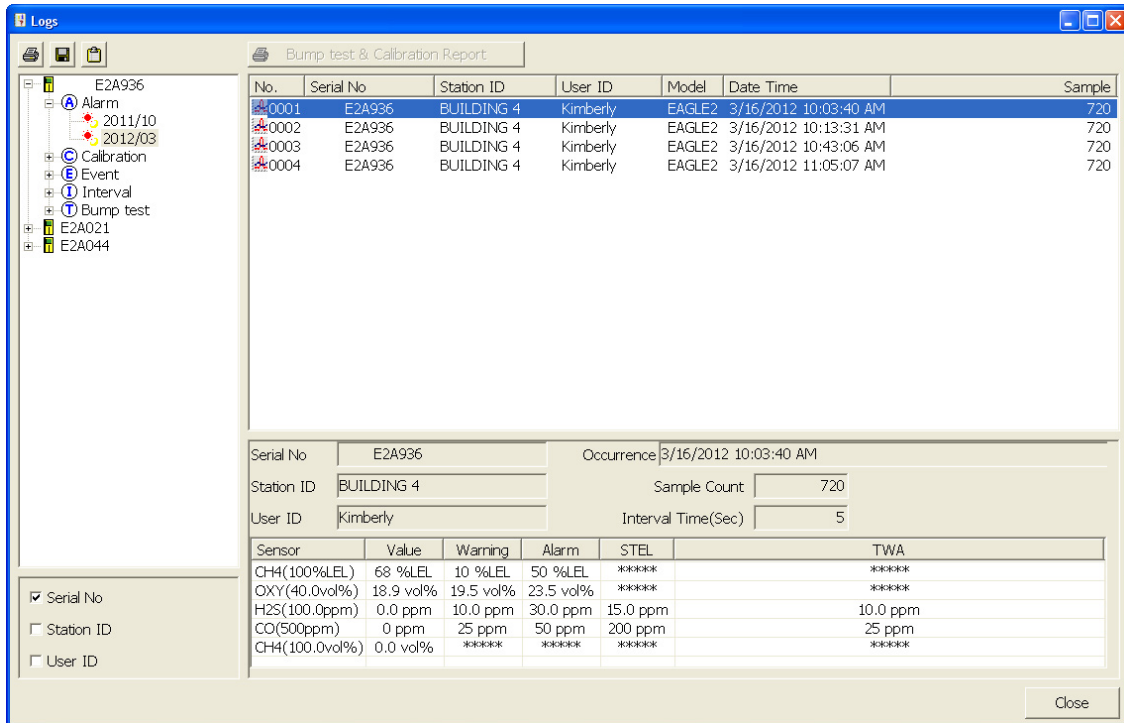 Logs
Bump test & Calibration Report
E2A936
A Alarm
2011/10
2012/03
C Calibration
E Event
I Interval
T Bump test
E2A021
E2A044
No. Serial No Station ID User ID Model Date Time Sample
0001 E2A936 BUILDING 4 Kimberly EAGLE2 3/16/2012 10:03:40 AM 720
0002 E2A936 BUILDING 4 Kimberly EAGLE2 3/16/2012 10:13:31 AM 720
0003 E2A936 BUILDING 4 Kimberly EAGLE2 3/16/2012 10:43:06 AM 720
0004 E2A936 BUILDING 4 Kimberly EAGLE2 3/16/2012 11:05:07 AM 720
Serial No E2A936 Occurrence 3/16/2012 10:03:40 AM
Station ID BUILDING 4 Sample Count 720
User ID Kimberly Interval Time(Sec) 5
Sensor Value Warning Alarm STEL TWA
CH4(100%LEL) 68 %LEL 10 %LEL 50 %LEL ***** *****
OXY(40.0vol%) 18.9 vol% 19.5 vol% 23.5 vol% ***** *****
H2S(100.0ppm) 0.0 ppm 10.0 ppm 30.0 ppm 15.0 ppm 10.0 ppm
CO(500ppm) 0 ppm 25 ppm 50 ppm 200 ppm 25 ppm
CH4(100.0vol%) 0.0 vol% ***** ***** ***** *****
Serial No
Station ID
User ID
Close